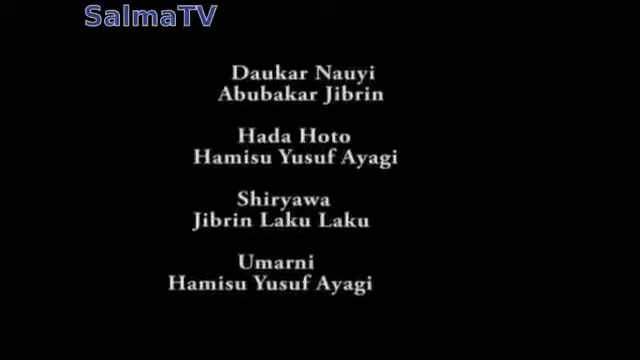 SalmaTV
Daukar Nauyi
Abubakar Jibrin
Hada Hoto
Hamisu Yusuf Ayagi
Shiryawa
Jibrin Laku Laku
Umarni
Hamisu Yusuf Ayagi